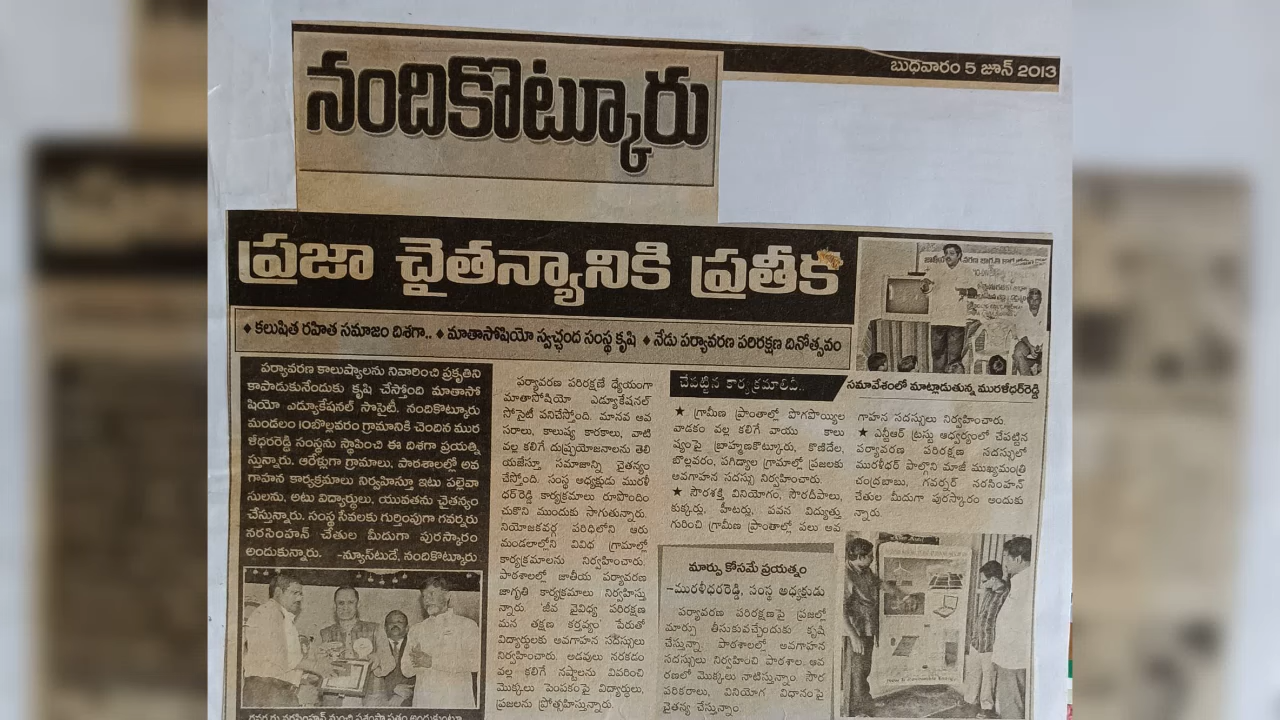 బుధవారం 5 జూన్ 2013
నందికొట్కూరు
ప్రజా చైతన్యానికి ప్రతీక
♦ కలుషిత రహిత సమాజం దిశగా.. ♦ మాతాసోషియో స్వచ్ఛంద సంస్థ కృషి ♦ నేడు పర్యావరణ పరిరక్షణ దినోత్సవం
పర్యావరణ కాలుష్యాలను నివారించి ప్రకృతిని
కాపాడుకునేందుకు కృషి చేస్తోంది మాతాసో
షియో ఎడ్యుకేషనల్ సొసైటీ. నందికొట్కూరు
మండలం 10బొల్లవరం గ్రామానికి చెందిన ముర
ళీధర్‌రెడ్డి సంస్థను స్థాపించి ఈ దిశగా ప్రయత్ని
స్తున్నారు. ఆరేళ్లుగా గ్రామాలు, పాఠశాలల్లో అవ
గాహన కార్యక్రమాలు నిర్వహిస్తూ ఇటు పల్లెవా
సులను, అటు విద్యార్థులు, యువతను చైతన్యం
చేస్తున్నారు. సంస్థ సేవలకు గుర్తింపుగా గవర్నరు
నరసింహన్ చేతుల మీదుగా పురస్కారం
అందుకున్నారు. -న్యూస్‌టుడే, నందికొట్కూరు
పర్యావరణ పరిరక్షణే ధ్యేయంగా
మాతాసోషియో ఎడ్యుకేషనల్
సోసైటీ పనిచేస్తోంది. మానవ అవ
సరాలు, కాలుష్య కారకాలు, వాటి
వల్ల కలిగే దుష్ప్రయోజనాలను తెలి
యజేస్తూ సమాజాన్ని చైతన్యం
చేస్తోంది. సంస్థ అధ్యక్షుడు మురళీ
ధర్‌రెడ్డి కార్యక్రమాలు రూపొందిం
చుకొని ముందుకు సాగుతున్నారు.
నియోజకవర్గ పరిధిలోని ఆరు
మండలాలోని వివిధ గ్రామాల్లో
కార్యక్రమాలను నిర్వహించారు.
పాఠశాలల్లో జాతీయ పర్యావరణ
జాగృతి కార్యక్రమాలు నిర్వహిస్తు
న్నారు. 'జీవ వైవిధ్య పరిరక్షణ
మన తక్షణ కర్తవ్యం' పేరుతో
విద్యార్థులకు అవగాహన సదస్సులు
నిర్వహించారు. అడవులు నరకడం
వల్ల కలిగే నష్టాలను వివరించి
మొక్కలు పెంపకంపై విద్యార్థులు,
ప్రజలను ప్రోత్సహిస్తున్నారు.
చేపట్టిన కార్యక్రమాలివీ..
★ గ్రామీణ ప్రాంతాల్లో పొగపొయ్యిల
వాడకం వల్ల కలిగే వాయు కాలు
ష్యంపై బ్రాహ్మణకొట్కూరు, కాజీదేల,
బొల్లవరం, పగిడ్యాల గ్రామాల్లో ప్రజలకు
అవగాహన సదస్సు నిర్వహించారు.
★ సౌరశక్తి వినియోగం, సౌరదీపాలు,
కుక్కర్లు, హీటర్లు, పవన విద్యుత్తు
గురించి గ్రామీణ ప్రాంతాల్లో పలు అవ
సమావేశంలో మాట్లాడుతున్న మురళీధర్‌రెడ్డి
గాహన సదస్సులు నిర్వహించారు.
★ ఎన్టీఆర్ ట్రస్టు ఆధ్వర్యంలో చేపట్టిన
పర్యావరణ పరిరక్షణ సదస్సులో
మురళీధర్ పాల్గొని మాజీ ముఖ్యమంత్రి
చంద్రబాబు, గవర్నర్ నరసింహన్
చేతుల మీదుగా పురస్కారం అందుకు
న్నారు.
మార్పు కోసమే ప్రయత్నం
-మురళీధరరెడ్డి, సంస్థ అధ్యక్షుడు
పర్యావరణ పరిరక్షణపై ప్రజల్లో
మార్పు తీసుకువచ్చేందుకు కృషి
చేస్తున్నా. పాఠశాలల్లో అవగాహన
సదస్సులు నిర్వహించి పాఠశాల ఆవ
రణలో మొక్కలు నాటిస్తున్నాం. సౌర
పరికరాలు, వినియోగ విధానంపై
చైతన్య చేస్తున్నాం.